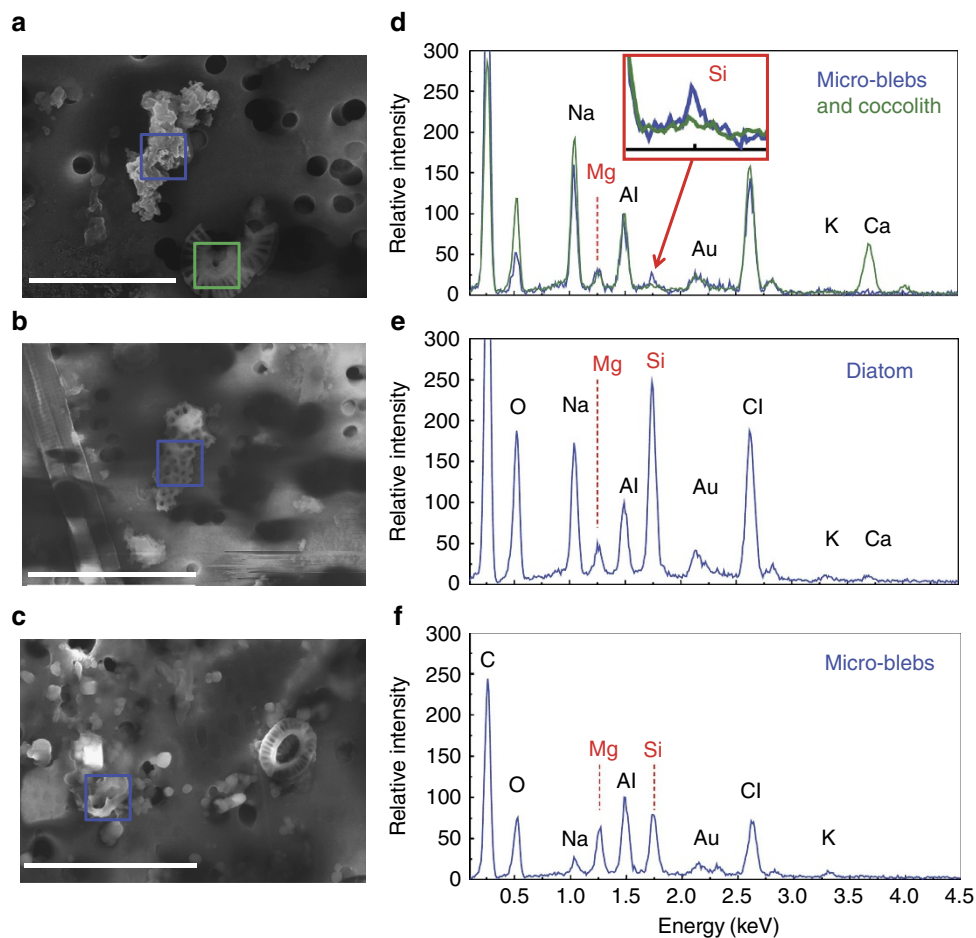 a
b
c
d
300
250
200
150
100
50
0
Relative intensity
Na
Mg
Al
Si
Au
K Ca
Micro-blebs
and coccolith
e
300
250
200
150
100
50
0
Relative intensity
O
Na
Mg
Al
Si
Au
Cl
K Ca
Diatom
f
300
250
200
150
100
50
0
Relative intensity
C
O
Na
Mg
Al
Si
Au
Cl
K
Micro-blebs
0.5 1.0 1.5 2.0 2.5 3.0 3.5 4.0 4.5
Energy (keV)